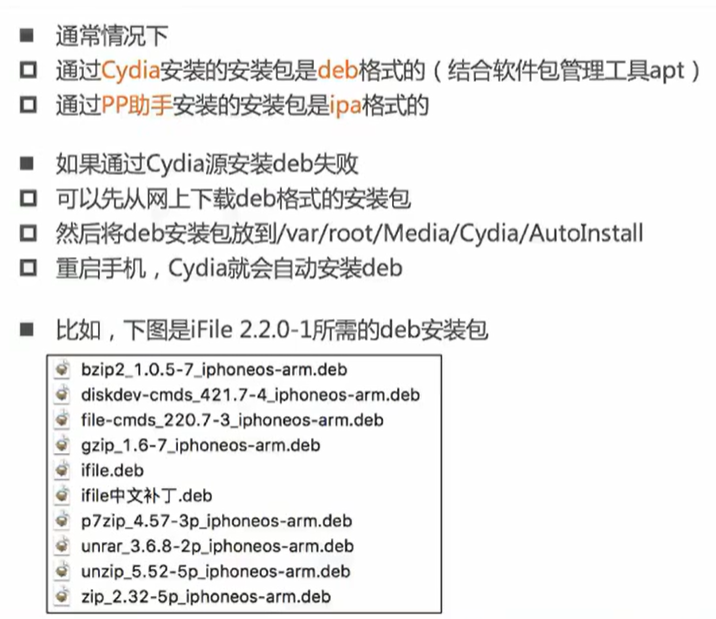 通常情况下
通过Cydia安装的安装包是deb格式的（结合软件包管理工具apt）
通过PP助手安装的安装包是ipa格式的
如果通过Cydia源安装deb失败
可以先从网上下载deb格式的安装包
然后将deb安装包放到/var/root/Media/Cydia/AutoInstall
重启手机，Cydia就会自动安装deb
比如，下图是iFile 2.2.0-1所需的deb安装包
bzip2_1.0.5-7_iphoneos-arm.deb
diskdev-cmds_421.7-4_iphoneos-arm.deb
file-cmds_220.7-3_iphoneos-arm.deb
gzip_1.6-7_iphoneos-arm.deb
ifile.deb
ifile中文补丁.deb
p7zip_4.57-3p_iphoneos-arm.deb
unrar_3.6.8-2p_iphoneos-arm.deb
unzip_5.52-5p_iphoneos-arm.deb
zip_2.32-5p_iphoneos-arm.deb